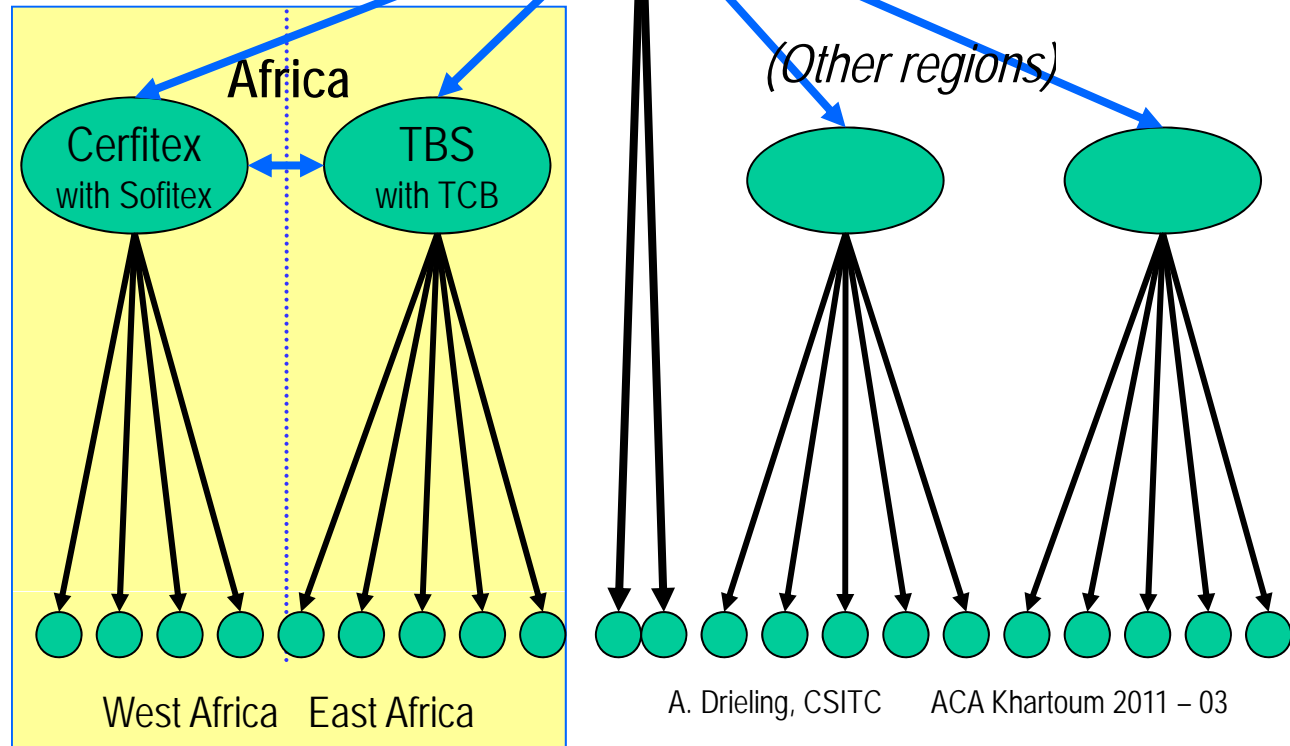 Africa
(Other regions)
Cerfitex
with Sofitex
TBS
with TCB
West Africa
East Africa
A. Drieling, CSITC
ACA Khartoum 2011 – 03